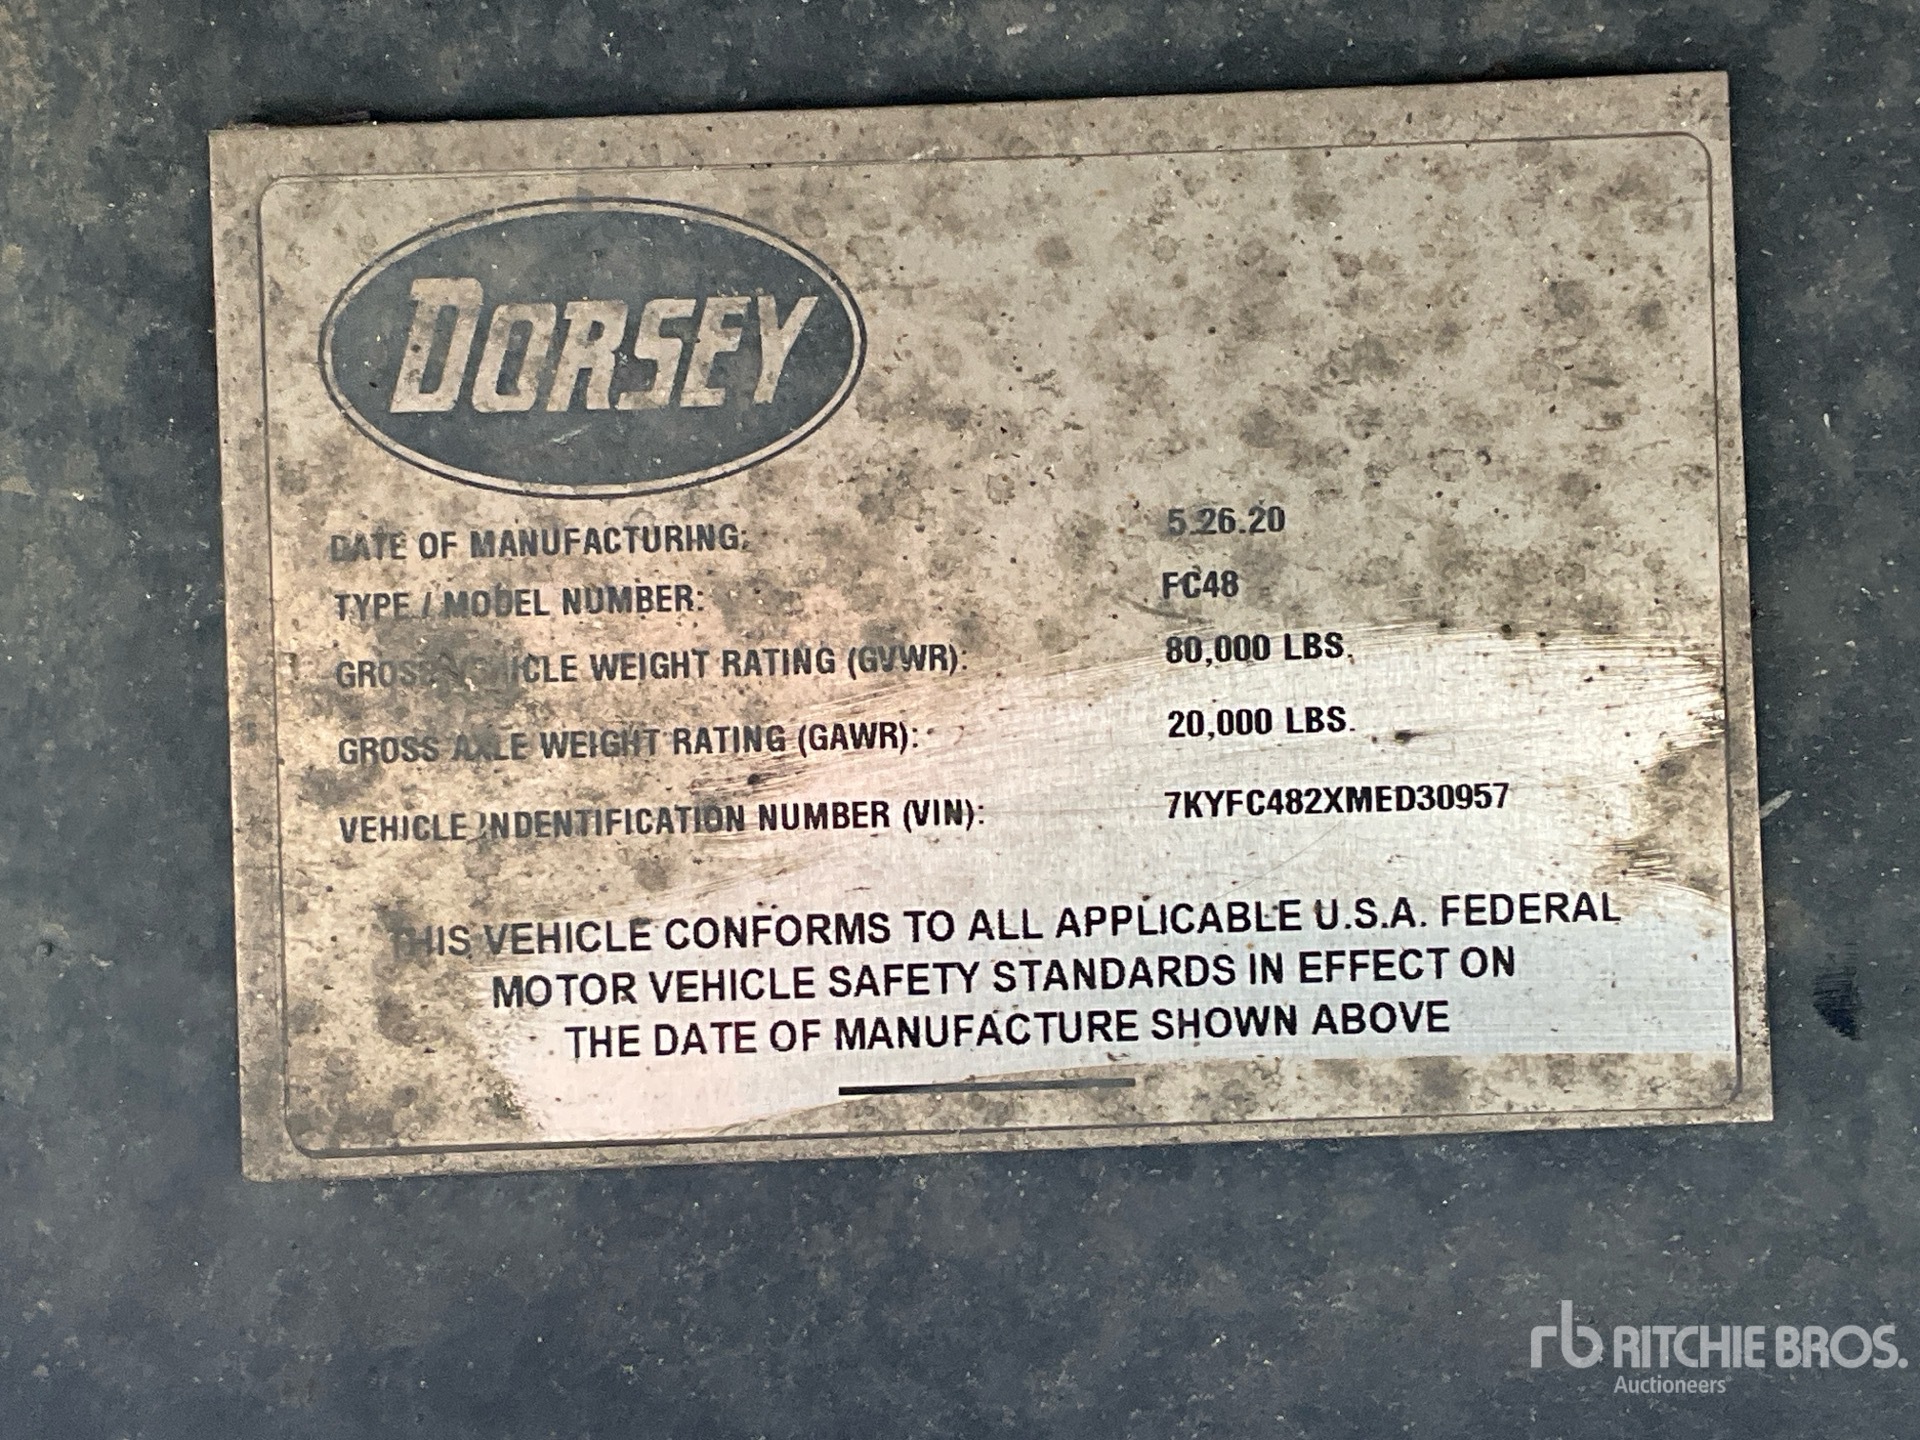 DORSEY
DATE OF MANUFACTURING: 5.26.20
TYPE / MODEL NUMBER: FC48
GROSS VEHICLE WEIGHT RATING (GVWR): 80,000 LBS.
GROSS AXLE WEIGHT RATING (GAWR): 20,000 LBS.
VEHICLE INDENTIFICATION NUMBER (VIN): 7KYFC482XMED30957
THIS VEHICLE CONFORMS TO ALL APPLICABLE U.S.A. FEDERAL
MOTOR VEHICLE SAFETY STANDARDS IN EFFECT ON
THE DATE OF MANUFACTURE SHOWN ABOVE
rb RITCHIE BROS.
Auctioneers